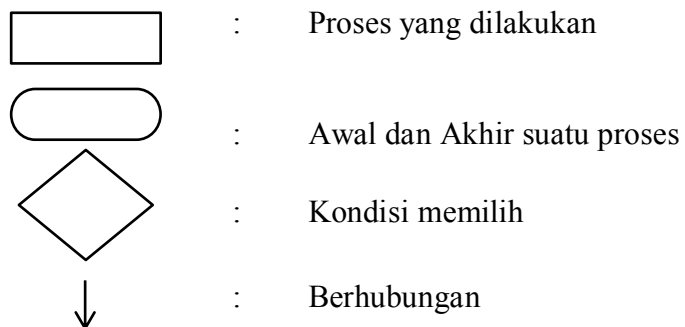 : Proses yang dilakukan
: Awal dan Akhir suatu proses
: Kondisi memilih
: Berhubungan